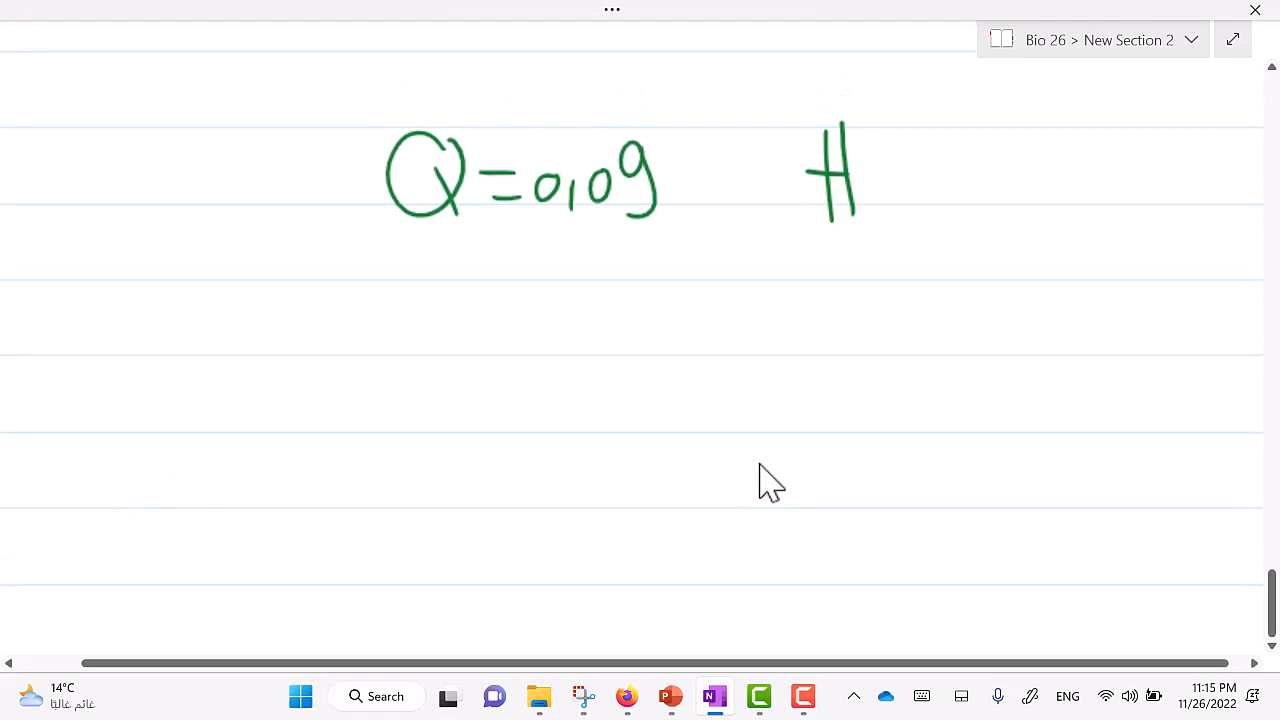 ...
Bio 26 > New Section 2
Q = 0,09 H
14°C
غائم غالبًا
Search
ENG
11:15 PM
11/26/2022